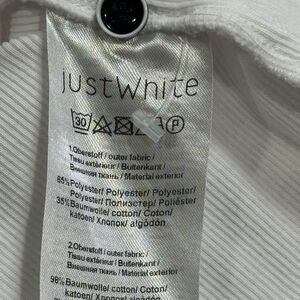 JustWhite
30 P
1.Oberstoff / outer fabric /
Tissu extérieur / Buitenkant /
Внешняя ткань / Material exterior
65% Polyester/ Polyester/ Polyester/
Polyester/ Полиэстер/ Poliéster
35% Baumwolle/ cotton/ Coton/
katoen/ Хлопок/ algodón
2.Oberstoff / outer fabric /
Tissu extérieur / Buitenkant /
Внешняя ткань / Material exterior
98% Baumwolle/ cotton/ Coton/
katoen/ Хлопок/ algodón